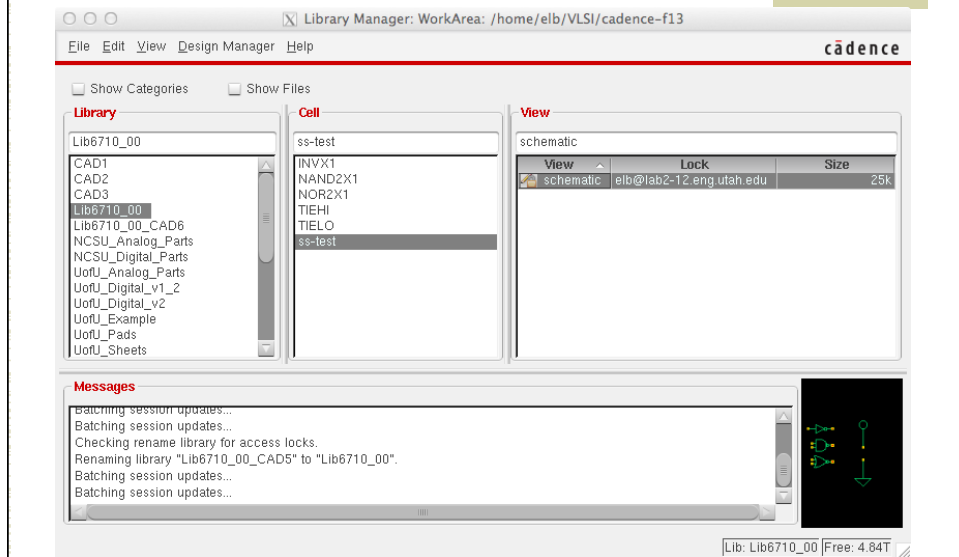 Library Manager: WorkArea: /home/elb/VLSI/cadence-f13
File Edit View Design Manager Help
cādence
Show Categories Show Files
Library
Lib6710_00
CAD1
CAD2
CAD3
Lib6710_00
Lib6710_00_CAD6
NCSU_Analog_Parts
NCSU_Digital_Parts
UofU_Analog_Parts
UofU_Digital_v1_2
UofU_Digital_v2
UofU_Example
UofU_Pads
UofU_Sheets
Cell
ss-test
INVX1
NAND2X1
NOR2X1
TIEHI
TIELO
ss-test
View
schematic
View Lock Size
schematic elb@lab2-12.eng.utah.edu 25k
Messages
Batching session updates...
Batching session updates...
Checking rename library for access locks.
Renaming library "Lib6710_00_CAD5" to "Lib6710_00".
Batching session updates...
Batching session updates...
Lib: Lib6710_00 Free: 4.84T